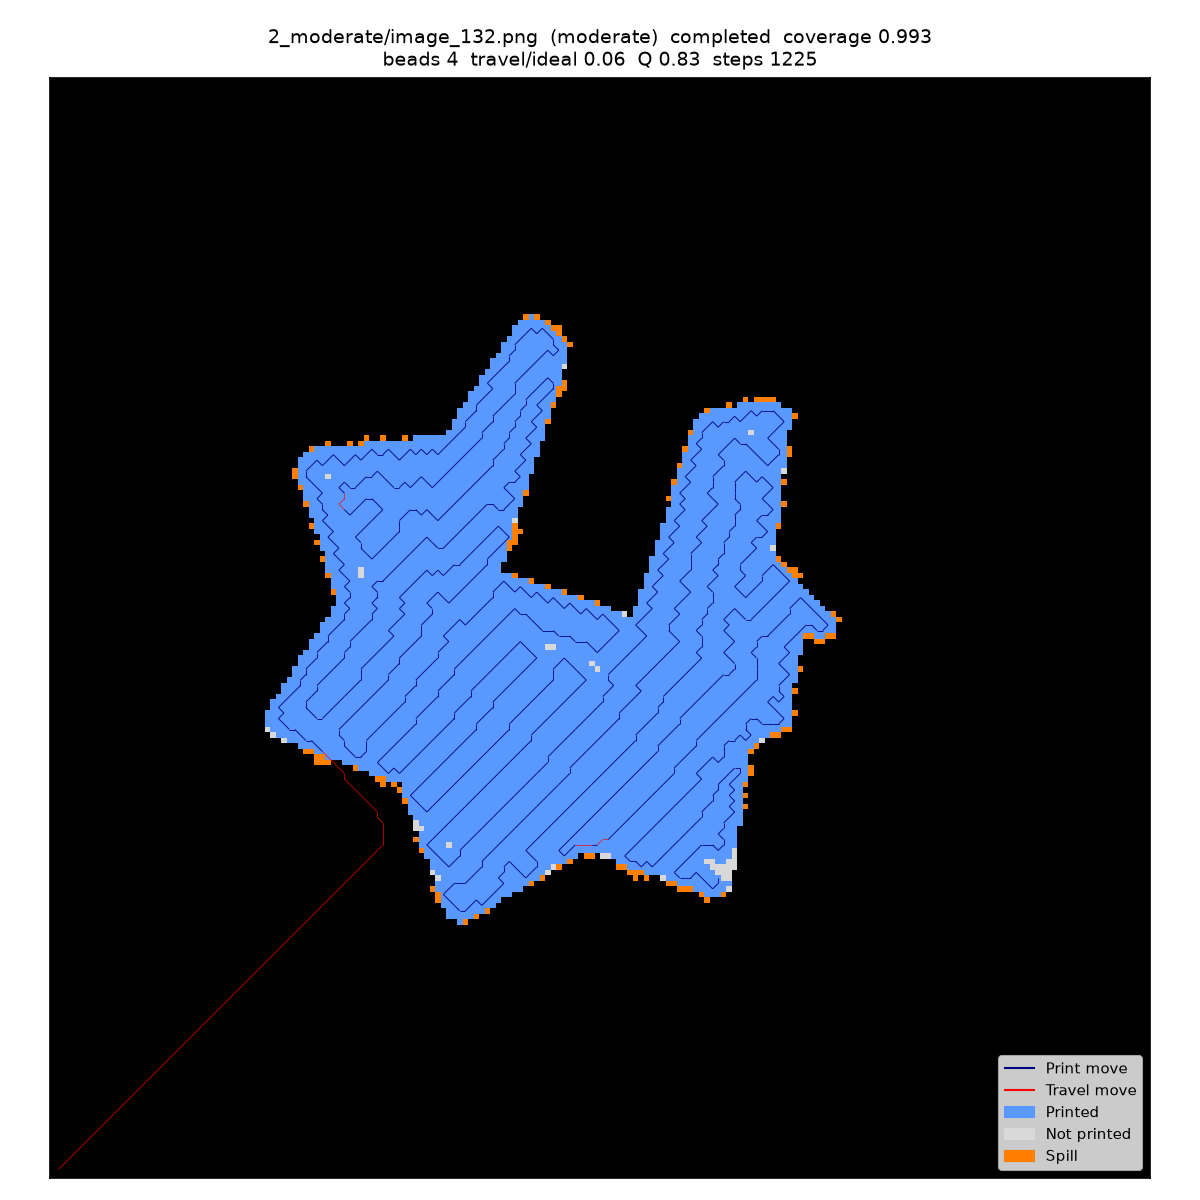 2_moderate/image_132.png  (moderate)  completed  coverage 0.993
beads 4  travel/ideal 0.06  Q 0.83  steps 1225
Print move
Travel move
Printed
Not printed
Spill